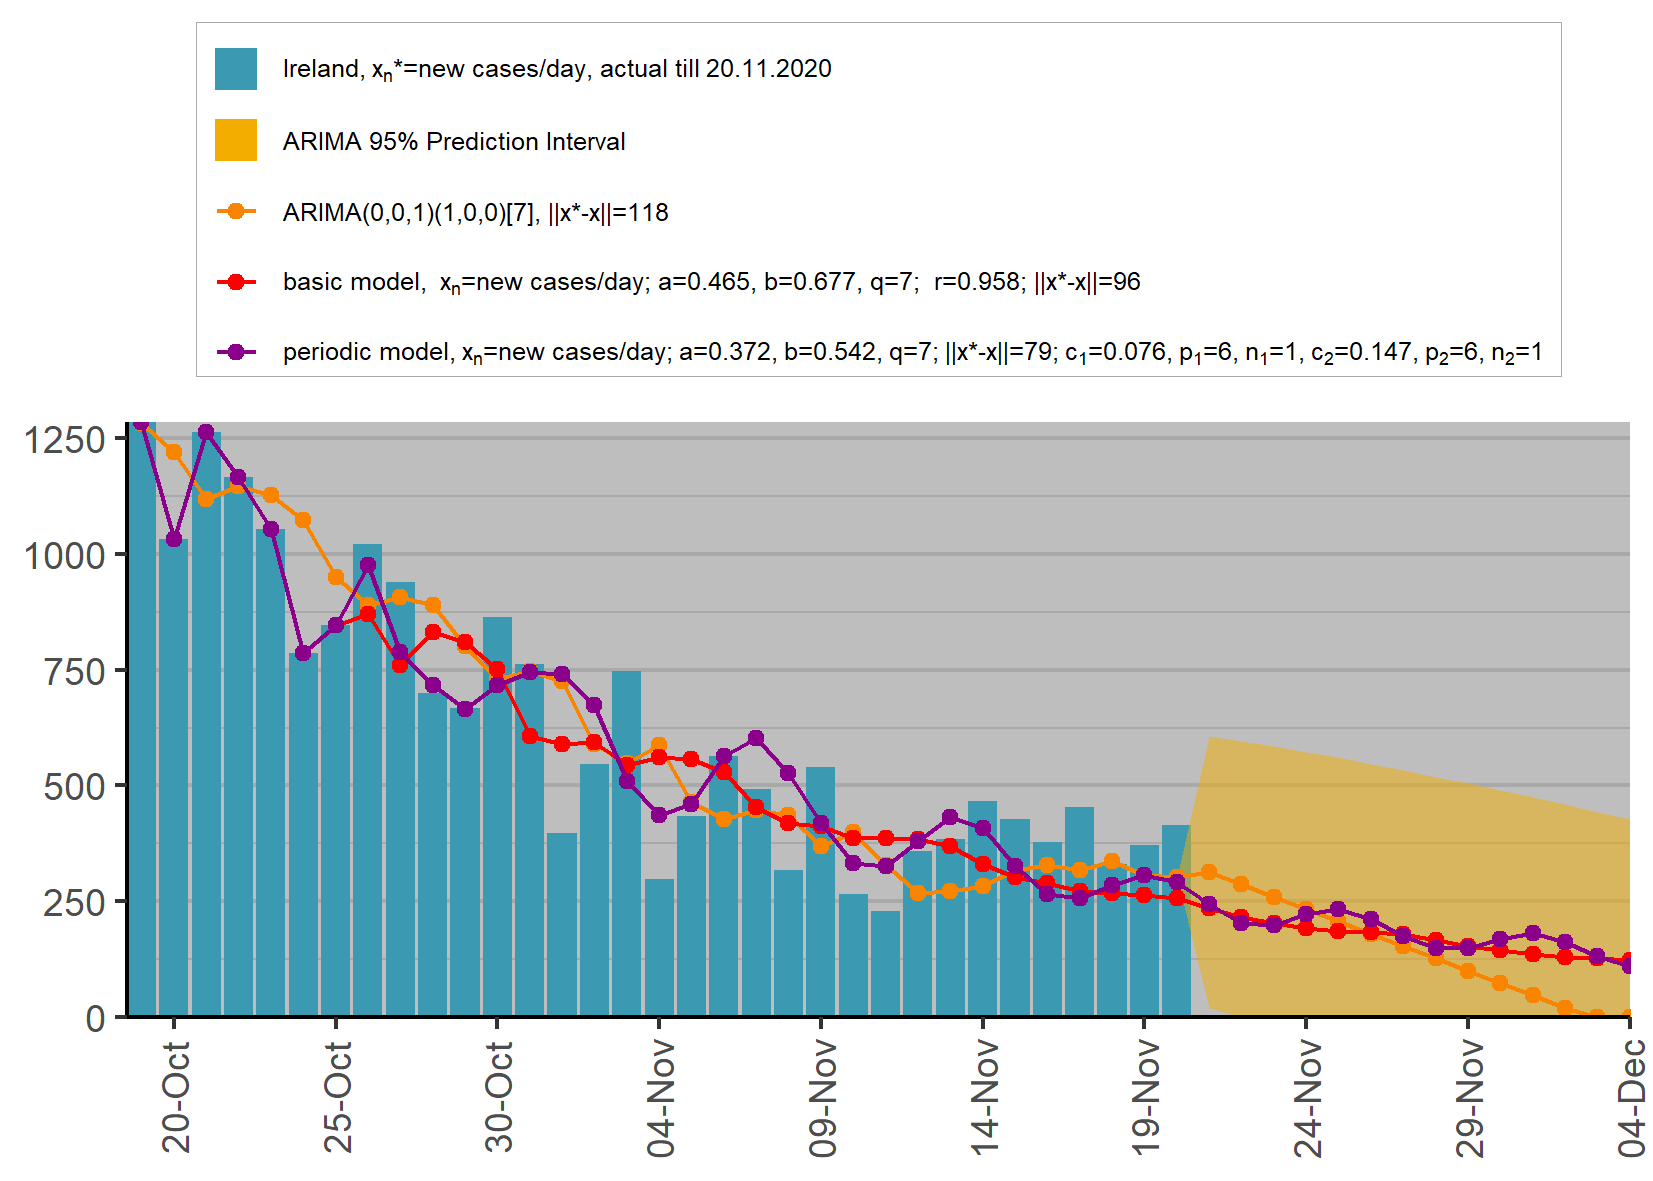 Ireland, xₙ*=new cases/day, actual till 20.11.2020
ARIMA 95% Prediction Interval
ARIMA(0,0,1)(1,0,0)[7], ||x*-x||=118
basic model,  xₙ=new cases/day; a=0.465, b=0.677, q=7;  r=0.958; ||x*-x||=96
periodic model, xₙ=new cases/day; a=0.372, b=0.542, q=7; ||x*-x||=79; c₁=0.076, p₁=6, n₁=1, c₂=0.147, p₂=6, n₂=1
1250
1000
750
500
250
0
20-Oct
25-Oct
30-Oct
04-Nov
09-Nov
14-Nov
19-Nov
24-Nov
29-Nov
04-Dec